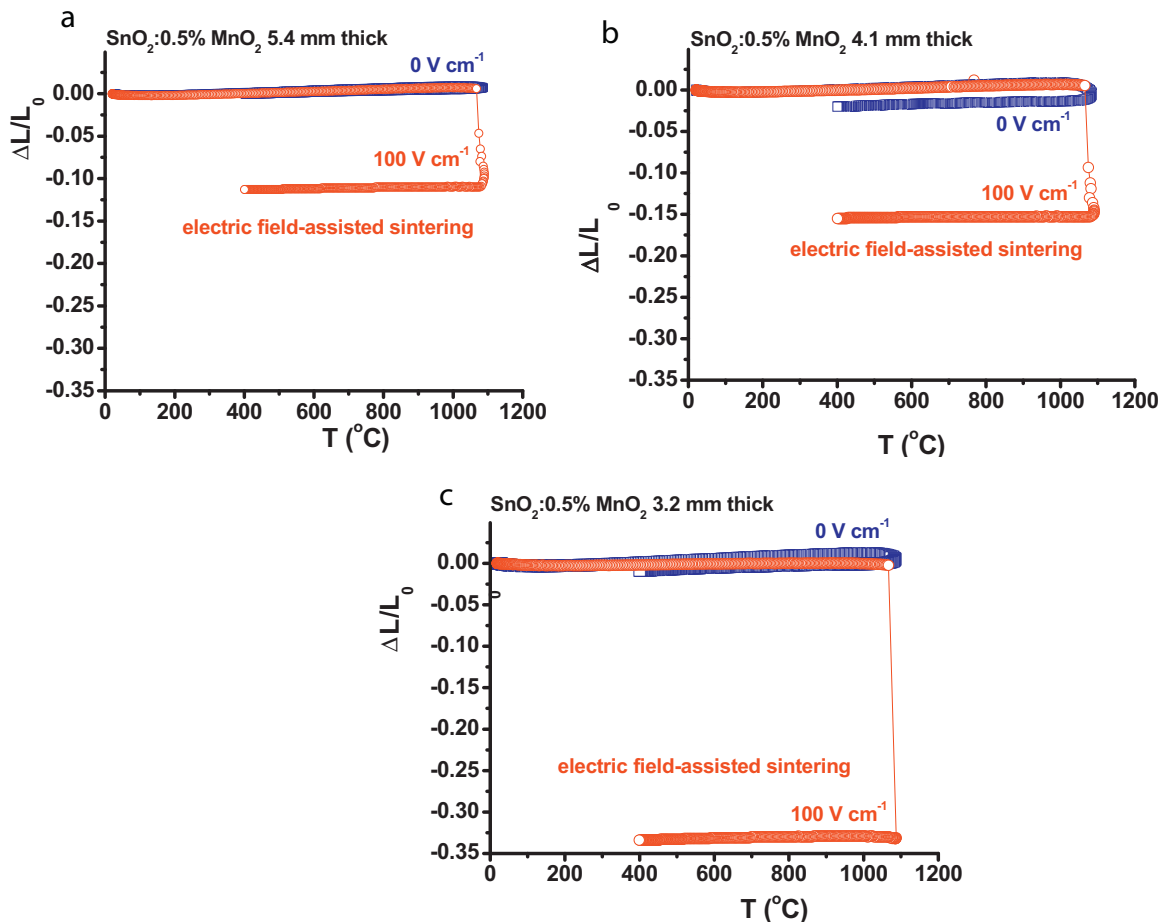 a
SnO₂:0.5% MnO₂ 5.4 mm thick
0 V cm⁻¹
0.00
-0.05
-0.10
-0.15
-0.20
-0.25
-0.30
-0.35
ΔL/L₀
100 V cm⁻¹
electric field-assisted sintering
0 200 400 600 800 1000 1200
T (°C)
b
SnO₂:0.5% MnO₂ 4.1 mm thick
0.00
-0.05
-0.10
-0.15
-0.20
-0.25
-0.30
-0.35
ΔL/L₀
0 V cm⁻¹
100 V cm⁻¹
electric field-assisted sintering
0 200 400 600 800 1000 1200
T (°C)
c
SnO₂:0.5% MnO₂ 3.2 mm thick
0 V cm⁻¹
0.00
-0.05
-0.10
-0.15
-0.20
-0.25
-0.30
-0.35
ΔL/L₀
0
electric field-assisted sintering
100 V cm⁻¹
0 200 400 600 800 1000 1200
T (°C)